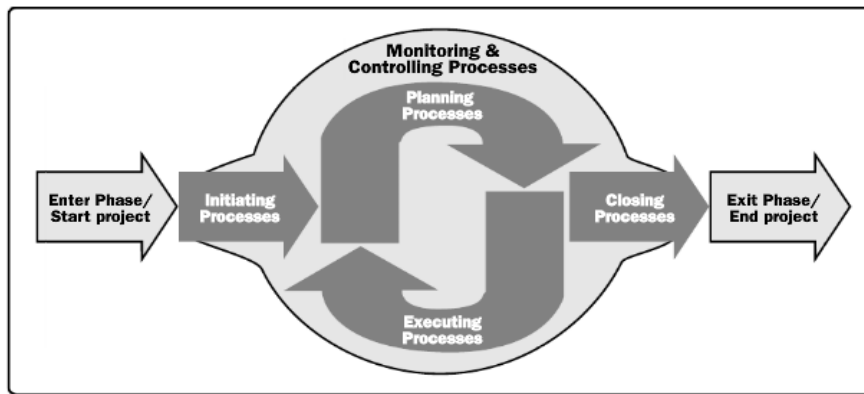 Monitoring &
Controlling Processes
Planning
Processes
Enter Phase/
Start project
Initiating
Processes
Closing
Processes
Exit Phase/
End project
Executing
Processes